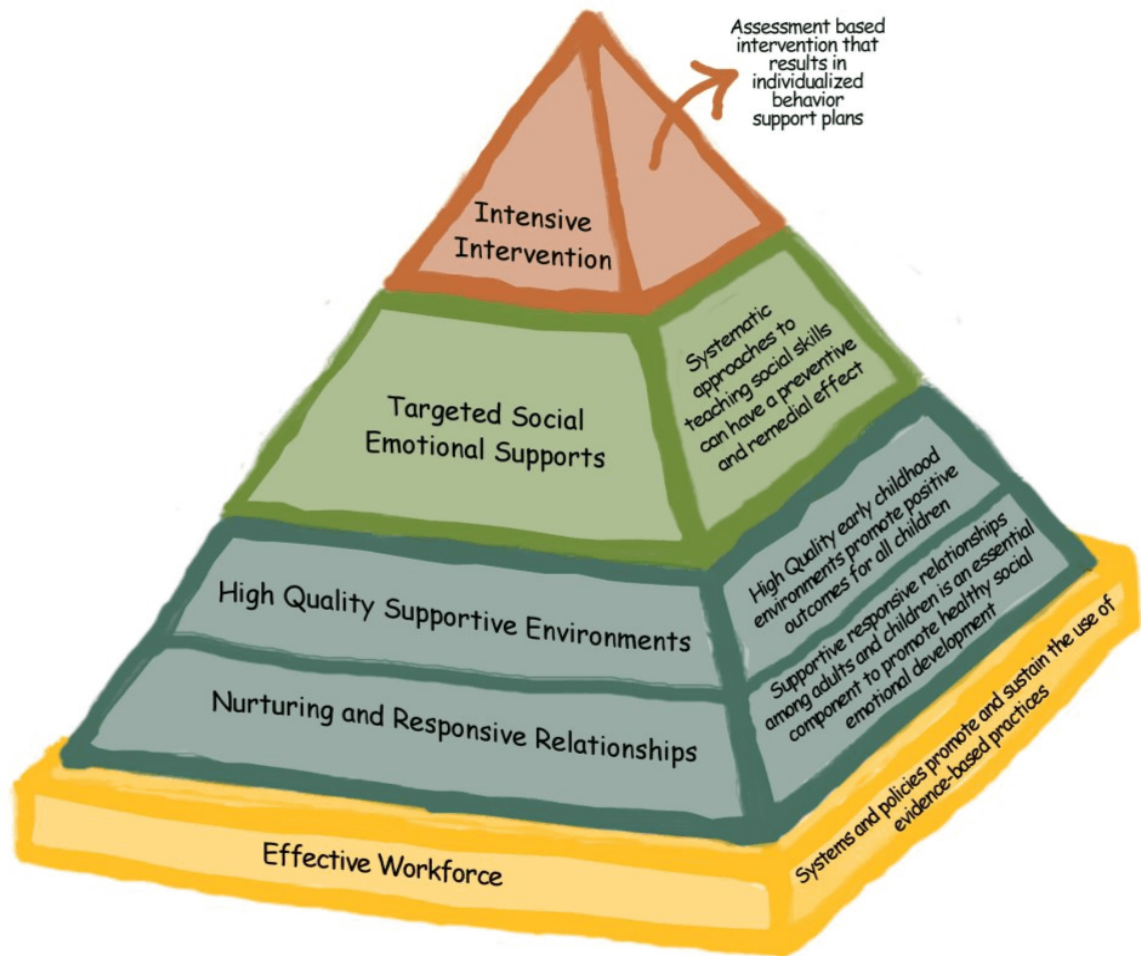 Assessment based
intervention that
results in
individualized
behavior
support plans
Intensive
Intervention
Systematic
approaches to
teaching social skills
can have a preventive
and remedial effect
Targeted Social
Emotional Supports
High Quality early childhood
environments promote positive
outcomes for all children
High Quality Supportive Environments
Supportive responsive relationships
among adults and children is an essential
component to promote healthy social
emotional development
Nurturing and Responsive Relationships
Systems and policies promote and sustain the use of
evidence-based practices
Effective Workforce